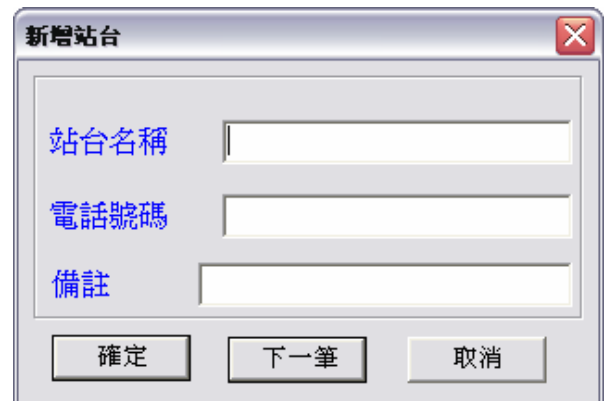 新增站台
站台名稱
電話號碼
備註
確定 下一筆 取消